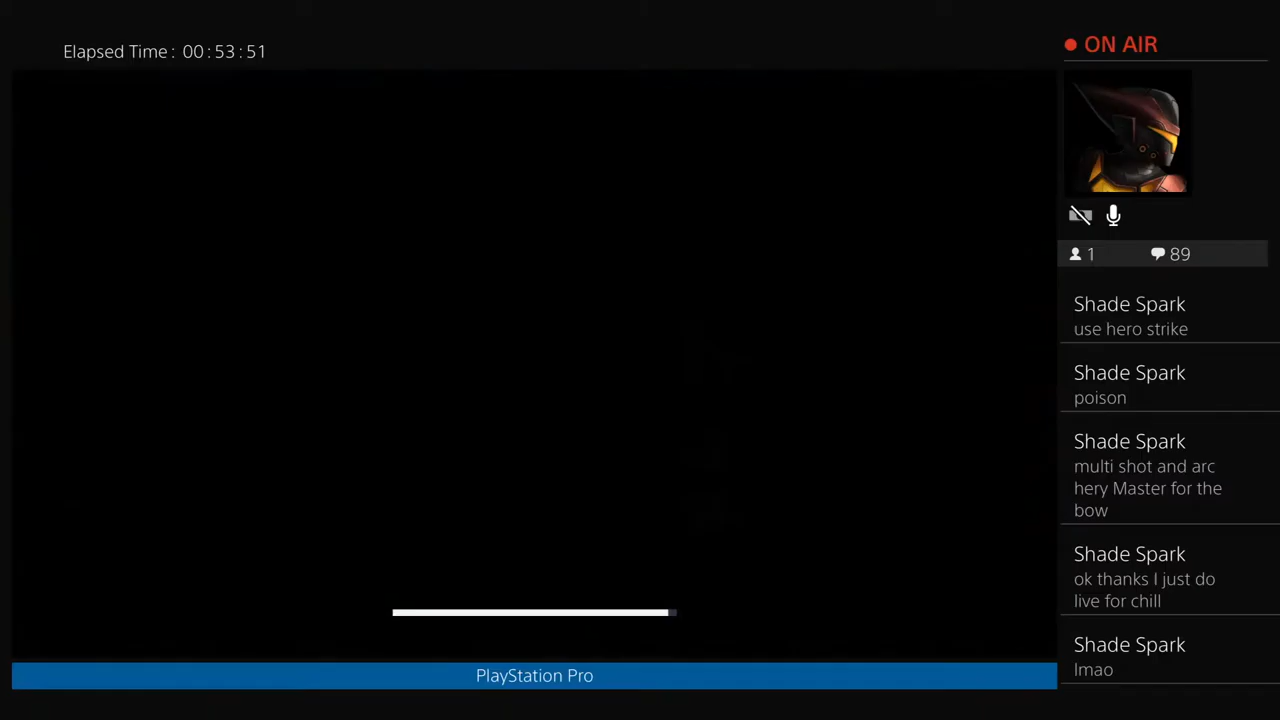 Elapsed Time : 00:53:51
ON AIR
1
89
Shade Spark
use hero strike
Shade Spark
poison
Shade Spark
multi shot and arc
hery Master for the
bow
Shade Spark
ok thanks I just do
live for chill
Shade Spark
lmao
PlayStation Pro